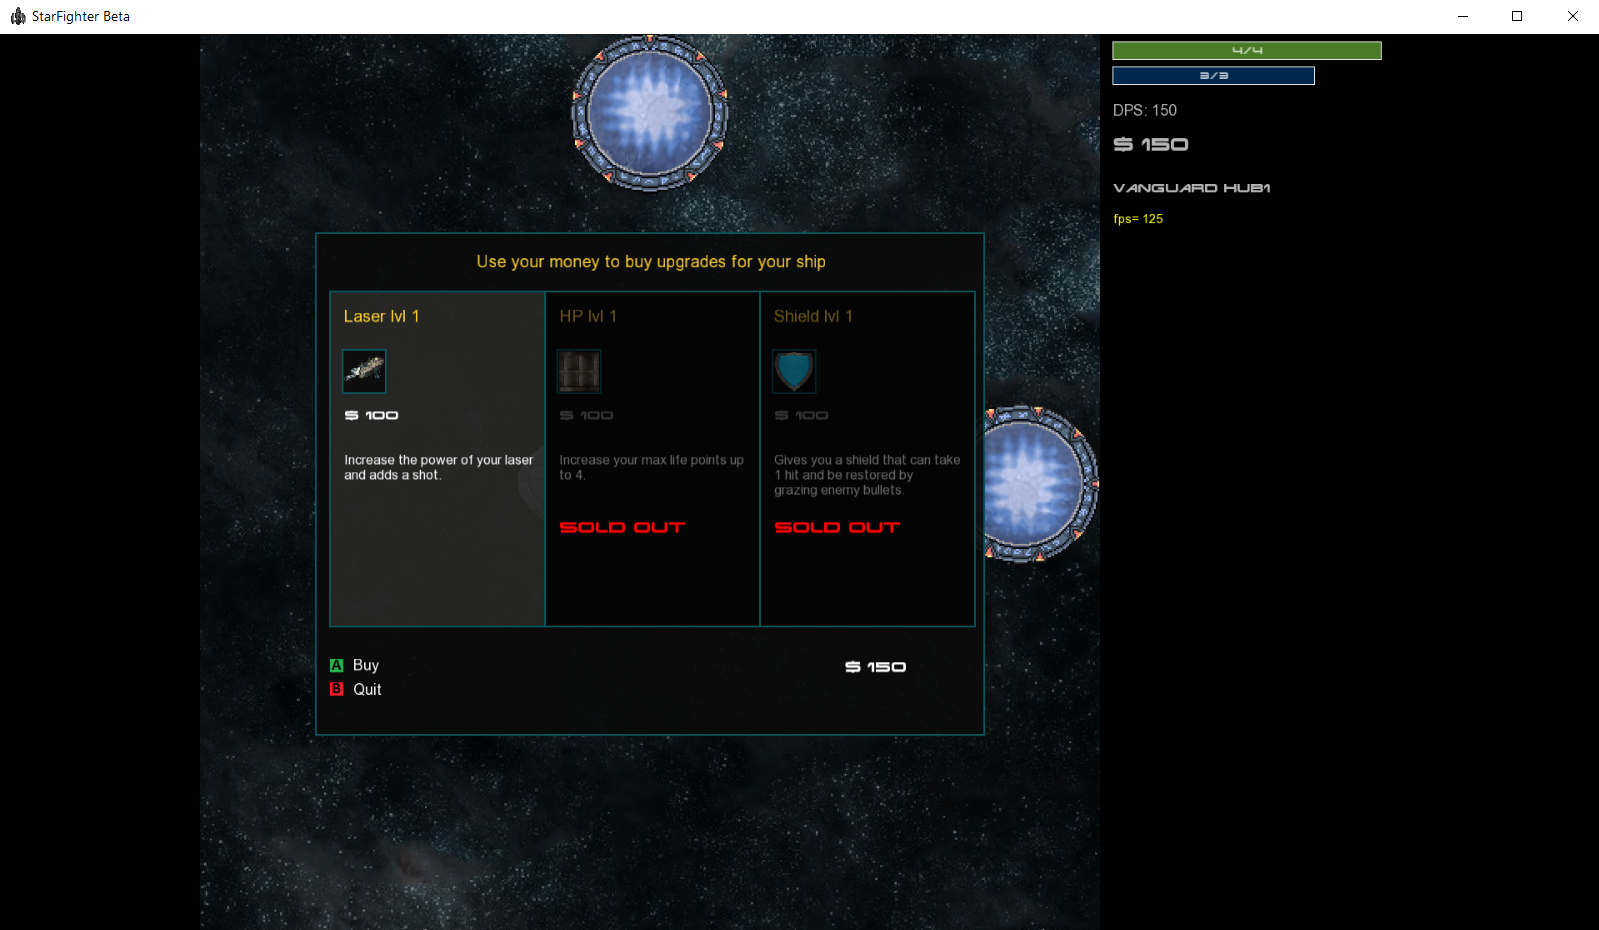 StarFighter Beta
4/4
3/3
DPS: 150
$ 150
VANGUARD HUB1
fps= 125
Use your money to buy upgrades for your ship
Laser lvl 1
$ 100
Increase the power of your laser
and adds a shot.
HP lvl 1
$ 100
Increase your max life points up
to 4.
SOLD OUT
Shield lvl 1
$ 100
Gives you a shield that can take
1 hit and be restored by
grazing enemy bullets.
SOLD OUT
A Buy
B Quit
$ 150